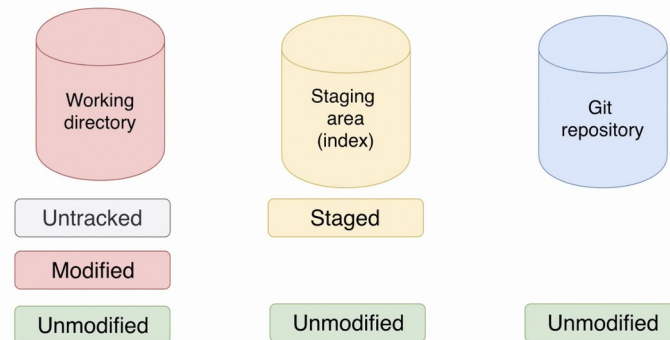 Working
directory
Staging
area
(index)
Git
repository
Untracked
Staged
Modified
Unmodified
Unmodified
Unmodified